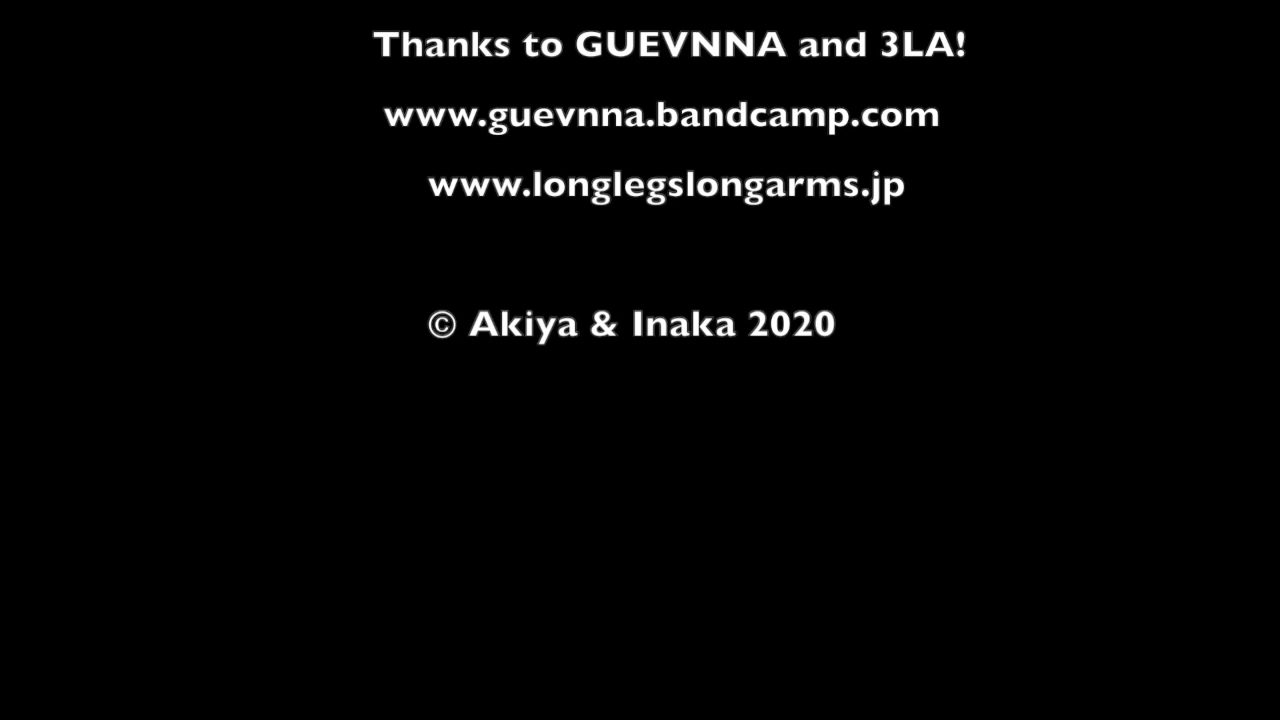 Thanks to GUEVNNA and 3LA!
www.guevnna.bandcamp.com
www.longlegslongarms.jp
© Akiya & Inaka 2020